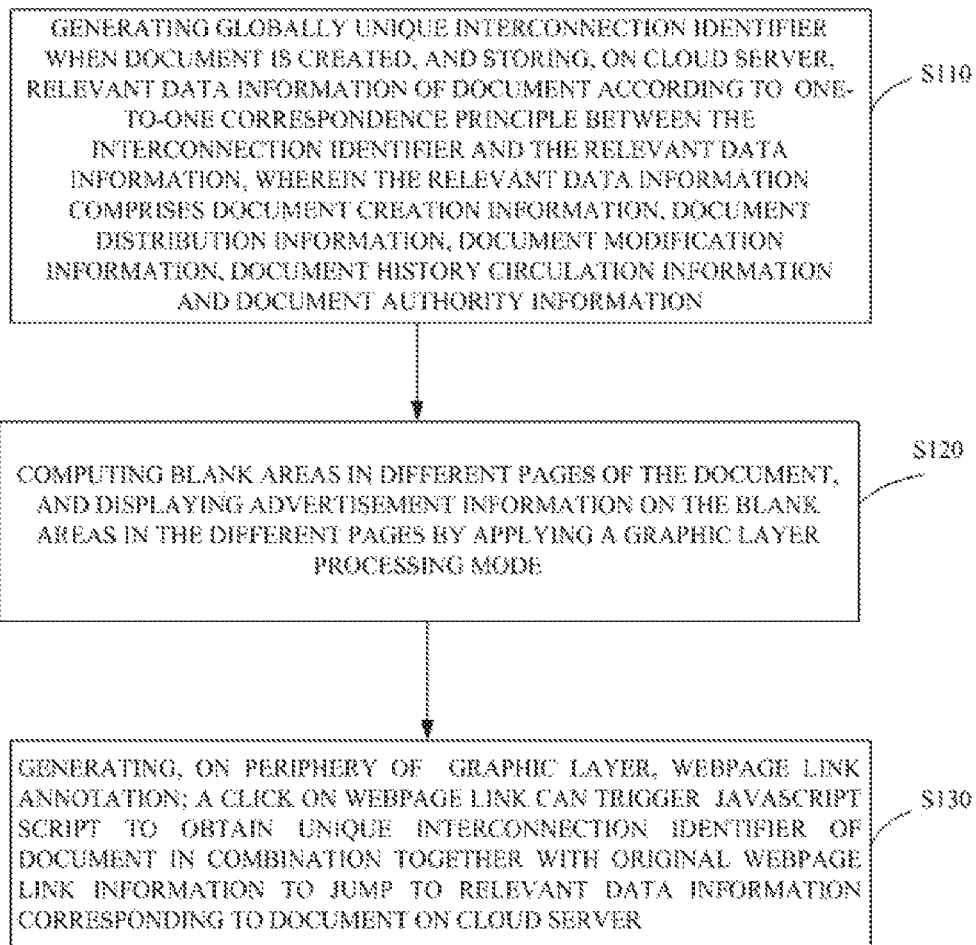 GENERATING GLOBALLY UNIQUE INTERCONNECTION IDENTIFIER
WHEN DOCUMENT IS CREATED, AND STORING, ON CLOUD SERVER,
RELEVANT DATA INFORMATION OF DOCUMENT ACCORDING TO ONE-
TO-ONE CORRESPONDENCE PRINCIPLE BETWEEN THE
INTERCONNECTION IDENTIFIER AND THE RELEVANT DATA
INFORMATION, WHEREIN THE RELEVANT DATA INFORMATION
COMPRISES DOCUMENT CREATION INFORMATION, DOCUMENT
DISTRIBUTION INFORMATION, DOCUMENT MODIFICATION
INFORMATION, DOCUMENT HISTORY CIRCULATION INFORMATION
AND DOCUMENT AUTHORITY INFORMATION
S110
COMPUTING BLANK AREAS IN DIFFERENT PAGES OF THE DOCUMENT,
AND DISPLAYING ADVERTISEMENT INFORMATION ON THE BLANK
AREAS IN THE DIFFERENT PAGES BY APPLYING A GRAPHIC LAYER
PROCESSING MODE
S120
GENERATING, ON PERIPHERY OF GRAPHIC LAYER, WEBPAGE LINK
ANNOTATION; A CLICK ON WEBPAGE LINK CAN TRIGGER JAVASCRIPT
SCRIPT TO OBTAIN UNIQUE INTERCONNECTION IDENTIFIER OF
DOCUMENT IN COMBINATION TOGETHER WITH ORIGINAL WEBPAGE
LINK INFORMATION TO JUMP TO RELEVANT DATA INFORMATION
CORRESPONDING TO DOCUMENT ON CLOUD SERVER
S130